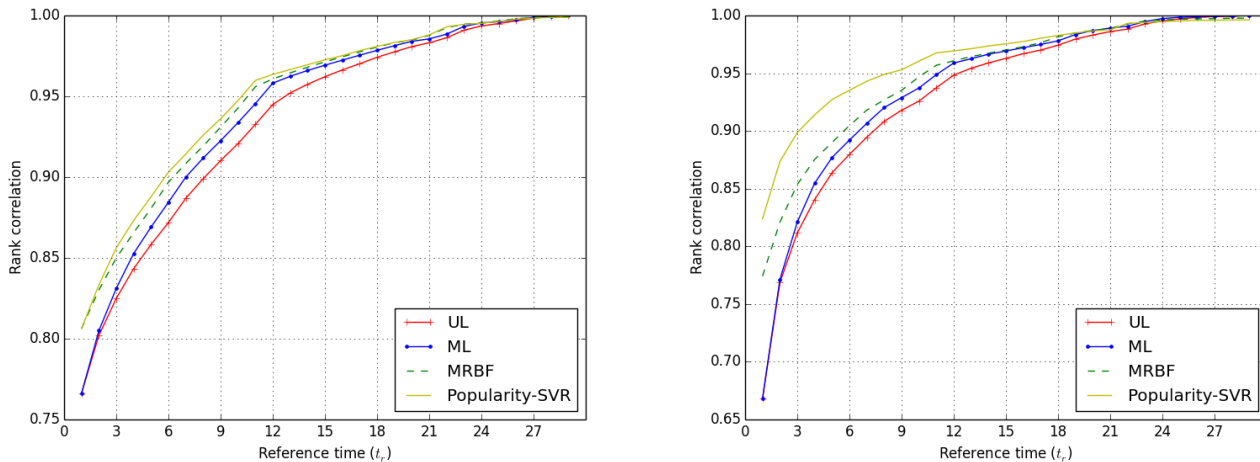 1.00
0.95
0.90
0.85
0.80
0.75
Rank correlation
0 3 6 9 12 15 18 21 24 27
Reference time (t_r)
UL
ML
MRBF
Popularity-SVR
1.00
0.95
0.90
0.85
0.80
0.75
0.70
0.65
Rank correlation
0 3 6 9 12 15 18 21 24 27
Reference time (t_r)
UL
ML
MRBF
Popularity-SVR